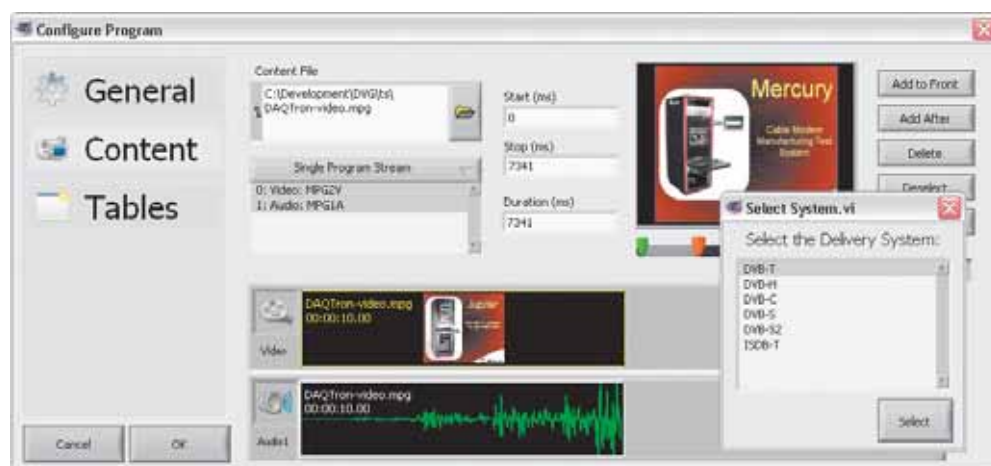 Configure Program
General
Content
Tables
Cancel
OK
Content File
C:\Development\DVG\ts\
DAQTron-video.mpg
Single Program Stream
0: Video: MPG2V
1: Audio: MPG1A
Start (ms)
0
Stop (ms)
7341
Duration (ms)
7341
Mercury
Cable Modem
Manufacturing Test
System
Add to Front
Add After
Delete
Deselect
DAQTron-video.mpg
00:00:10.00
Jupiter
Video
DAQTron-video.mpg
00:00:10.00
Audio1
Select System.vi
Select the Delivery System:
DVB-T
DVB-H
DVB-C
DVB-S
DVB-S2
ISDB-T
Select